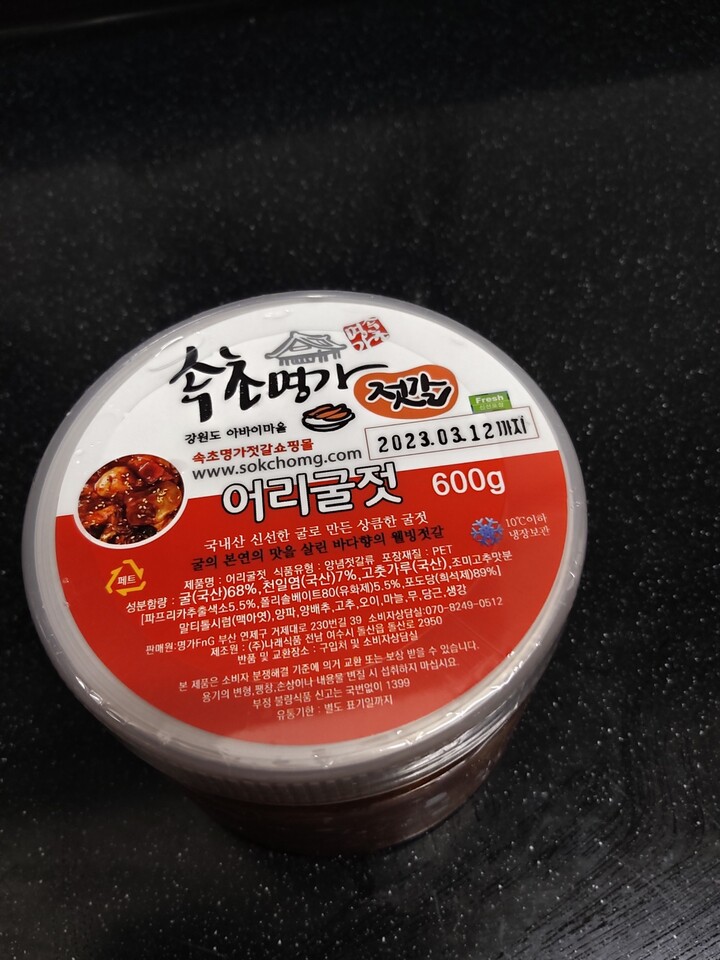 속초명가 젓갈
속초명가
강원도 아바이마을
Fresh
2023.03.12까지
속초명가젓갈쇼핑몰
www.sokchomg.com
어리굴젓 600g
국내산 신선한 굴로 만든 상큼한 굴젓
굴의 본연의 맛을 살린 바다향의 웰빙젓갈
10℃이하
냉장보관
페트
제품명 : 어리굴젓 식품유형 : 양념젓갈류 포장재질 : PET
성분함량 : 굴(국산)68%,천일염(국산)7%,고춧가루(국산),조미고추맛분
[파프리카추출색소5.5%,폴리솔베이트80(유화제)5.5%,포도당(희석제)89%]
말티톨시럽(맥아엿),양파,양배추,고추,오이,마늘,무,당근,생강
판매원:명가FnG 부산 연제구 거제대로 230번길 39 소비자상담실:070-8249-0512
제조원 : (주)나래식품 전남 여수시 돌산읍 돌산로 2950
반품 및 교환장소 : 구입처 및 소비자상담실
본 제품은 소비자 분쟁해결 기준에 의거 교환 또는 보상 받을 수 있습니다.
용기의 변형,팽창,손상이나 내용물 변질 시 섭취하지 마십시요.
부정 불량식품 신고는 국번없이 1399
유통기한 : 별도 표기일까지